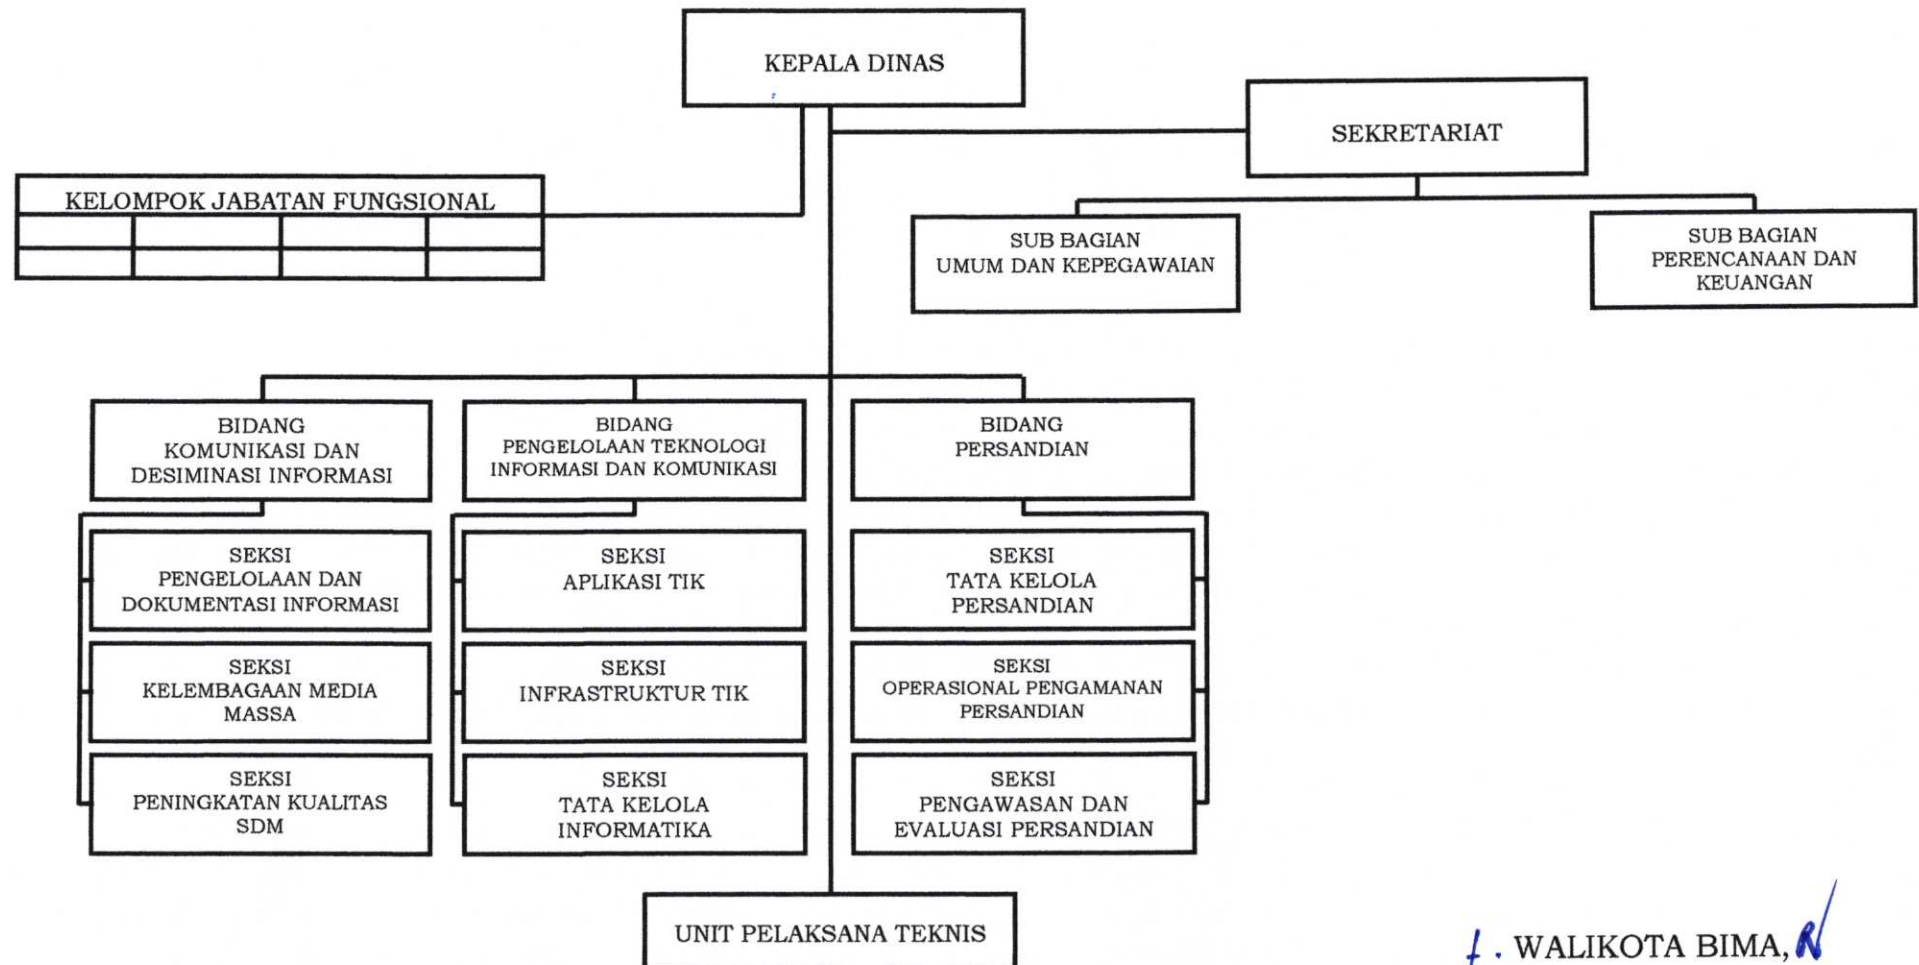 KEPALA DINAS
SEKRETARIAT
KELOMPOK JABATAN FUNGSIONAL
SUB BAGIAN
UMUM DAN KEPEGAWAIAN
SUB BAGIAN
PERENCANAAN DAN
KEUANGAN
BIDANG
KOMUNIKASI DAN
DESIMINASI INFORMASI
BIDANG
PENGELOLAAN TEKNOLOGI
INFORMASI DAN KOMUNIKASI
BIDANG
PERSANDIAN
SEKSI
PENGELOLAAN DAN
DOKUMENTASI INFORMASI
SEKSI
APLIKASI TIK
SEKSI
TATA KELOLA
PERSANDIAN
SEKSI
KELEMBAGAAN MEDIA
MASSA
SEKSI
INFRASTRUKTUR TIK
SEKSI
OPERASIONAL PENGAMANAN
PERSANDIAN
SEKSI
PENINGKATAN KUALITAS
SDM
SEKSI
TATA KELOLA
INFORMATIKA
SEKSI
PENGAWASAN DAN
EVALUASI PERSANDIAN
UNIT PELAKSANA TEKNIS
WALIKOTA BIMA,